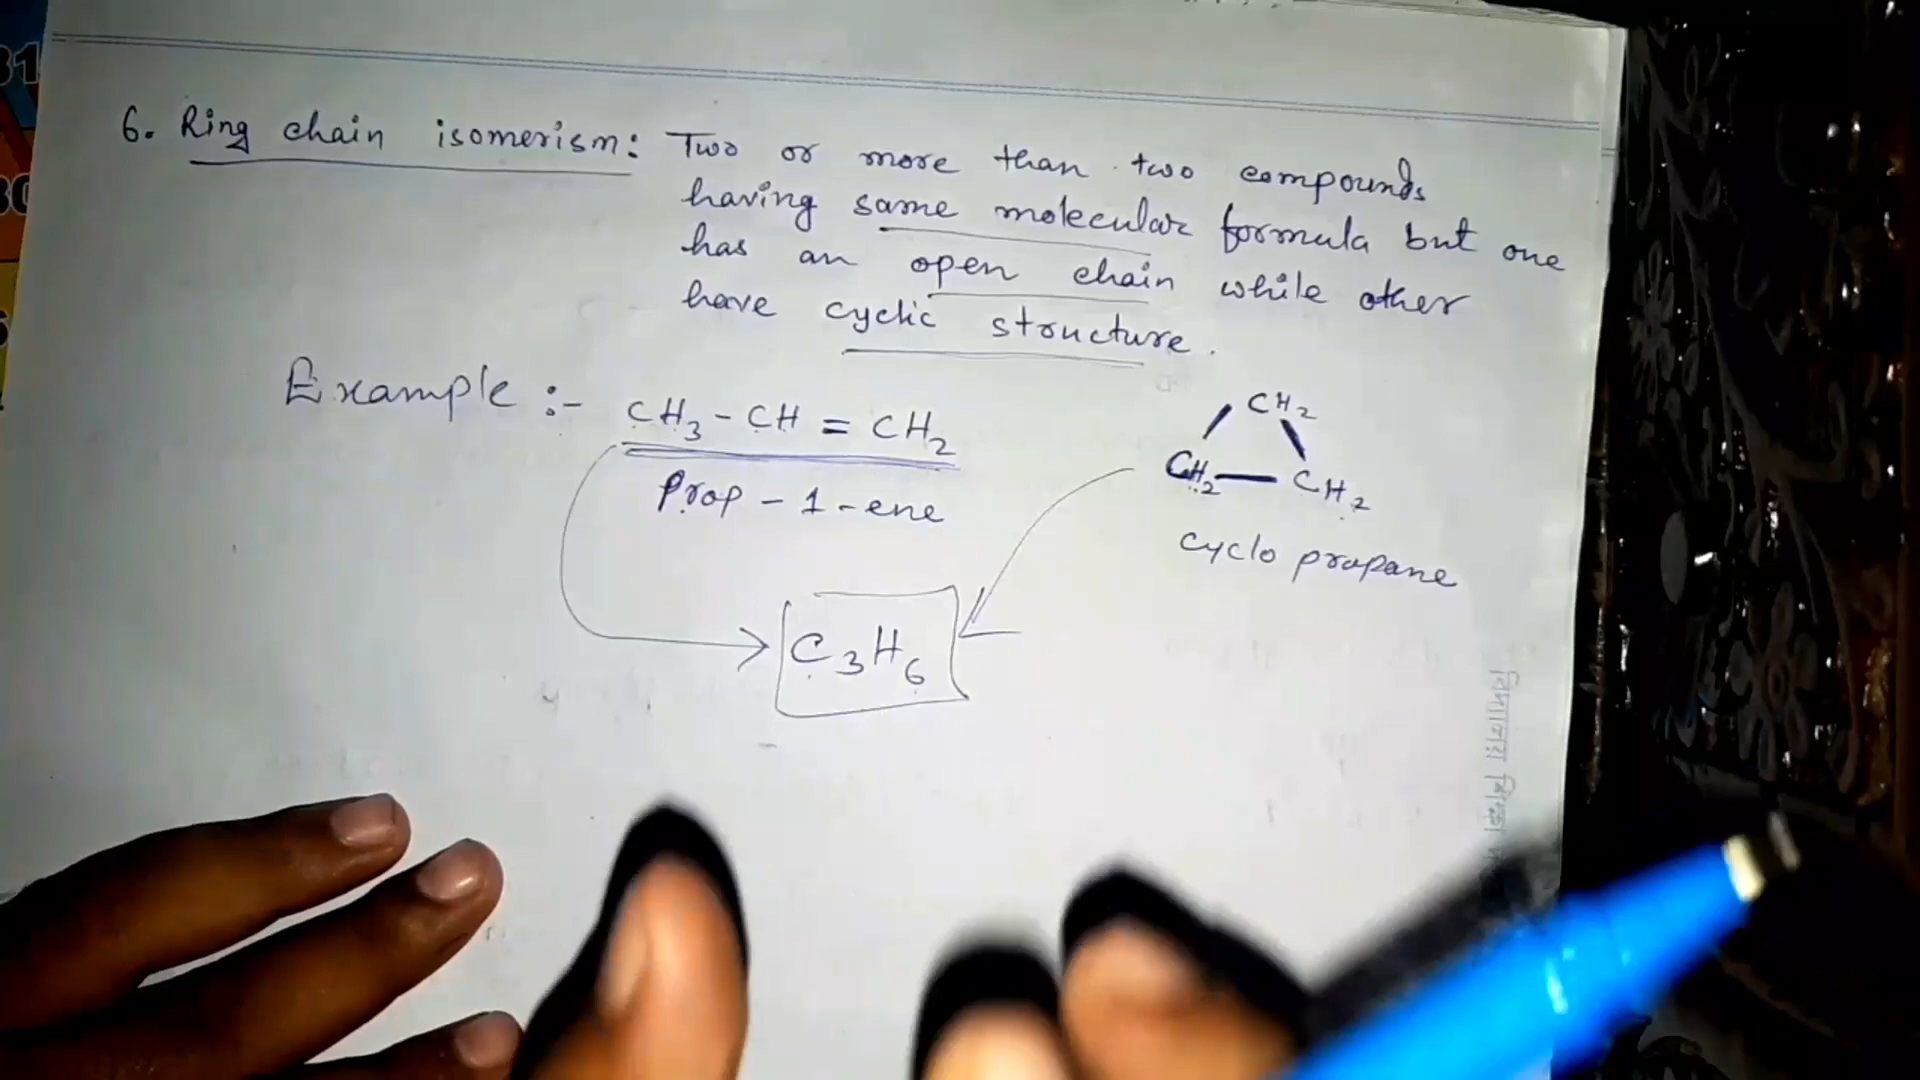 6. Ring chain isomerism: Two or more than two compounds
having same molecular formula but one
has an open chain while other
have cyclic structure.
Example :- CH3 - CH = CH2
Prop - 1 - ene
CH2
CH2 CH2
cyclo propane
C3H6